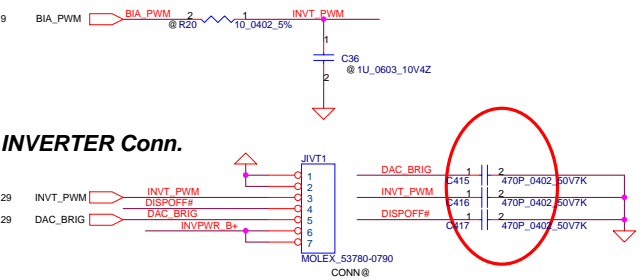 9 BIA_PWM BIA_PWM 2 1 INVT_PWM
@ R20 10_0402_5%
1
C36
@ 1U_0603_10V4Z
2
INVERTER Conn.
JIVT1
1
2
3
4
5
6
7
29 INVT_PWM INVT_PWM
DISPOFF#
29 DAC_BRIG DAC_BRIG
INVPWR_B+
MOLEX_53780-0790
CONN@
DAC_BRIG 1 2
C415 470P_0402_50V7K
INVT_PWM 1 2
C416 470P_0402_50V7K
DISPOFF# 1 2
C417 470P_0402_50V7K